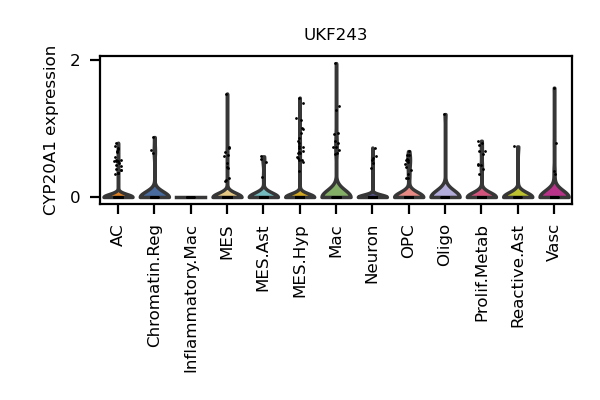 UKF243
CYP20A1 expression
2
0
AC
Chromatin.Reg
Inflammatory.Mac
MES
MES.Ast
MES.Hyp
Mac
Neuron
OPC
Oligo
Prolif.Metab
Reactive.Ast
Vasc